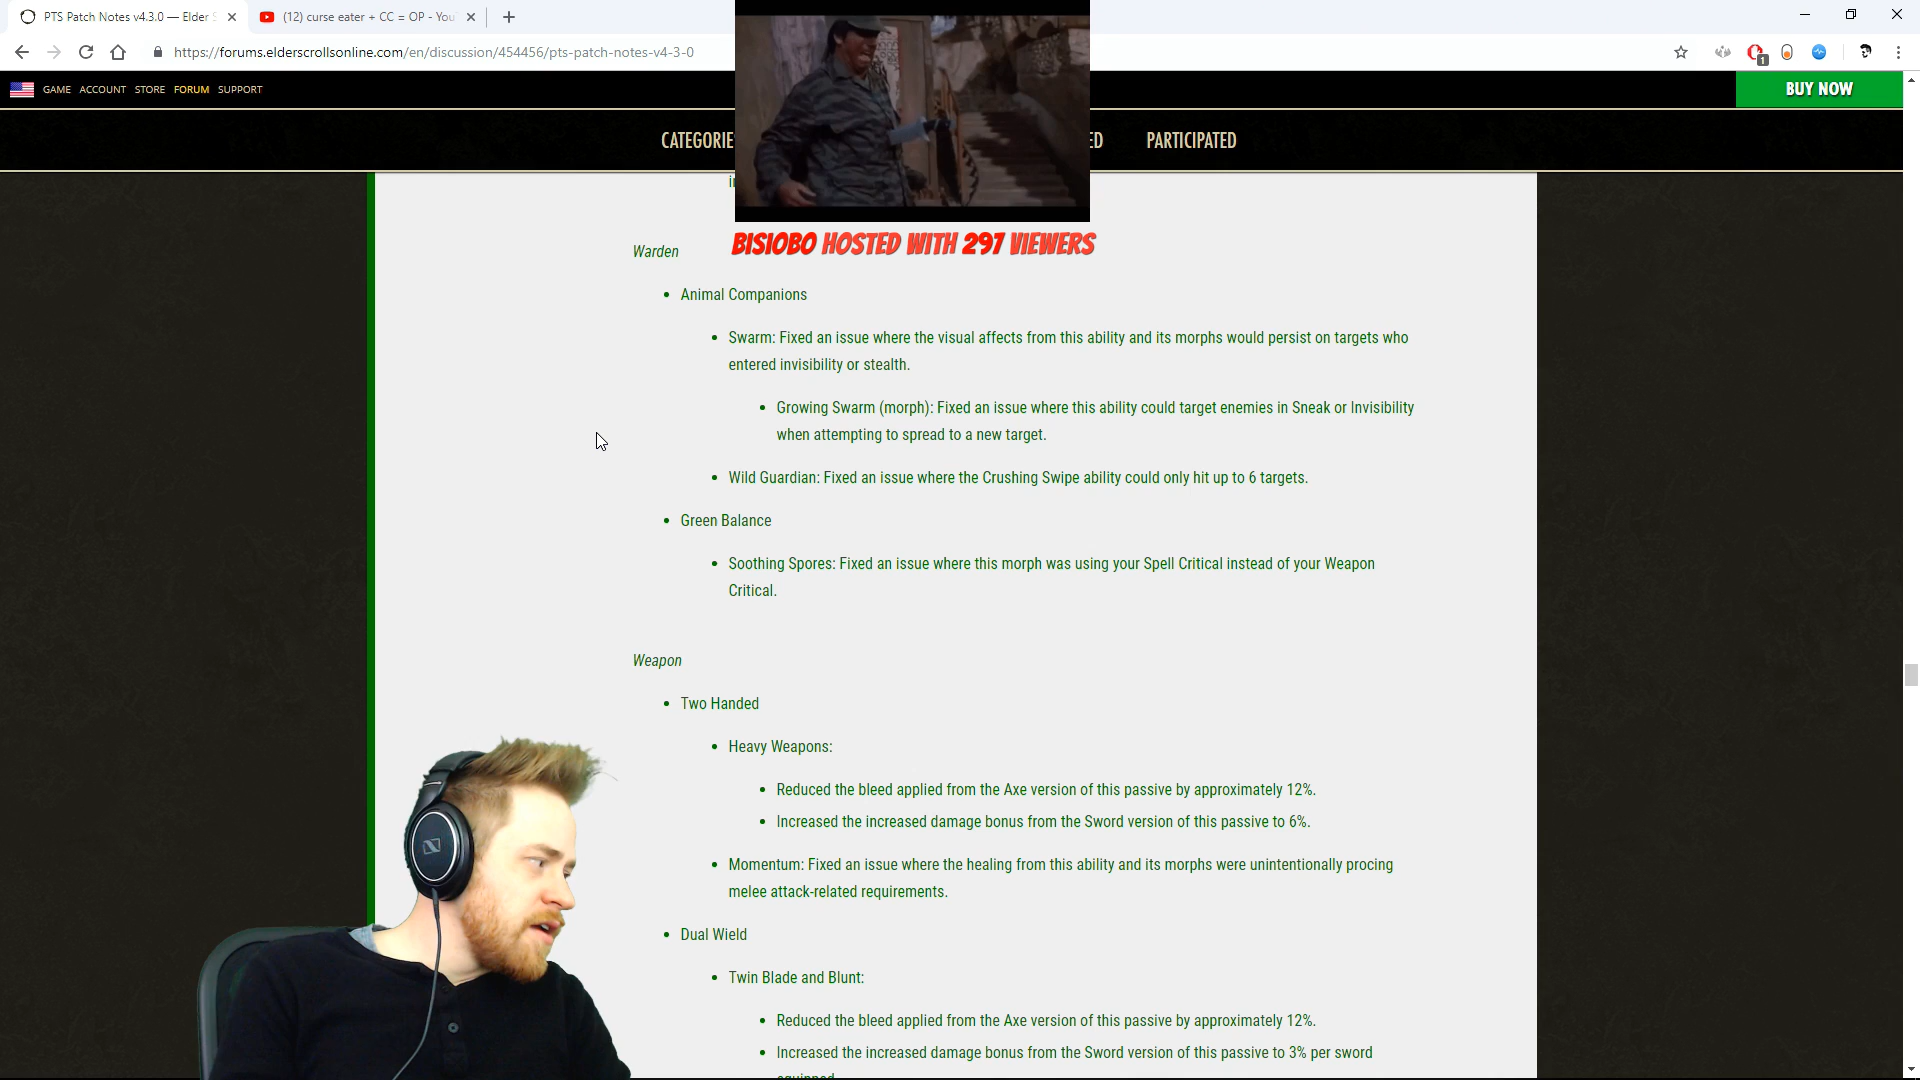 PTS Patch Notes v4.3.0 — Elder S
(12) curse eater + CC = OP - You
https://forums.elderscrollsonline.com/en/discussion/454456/pts-patch-notes-v4-3-0
1
GAME ACCOUNT STORE FORUM SUPPORT
BUY NOW
PARTICIPATED
BISIOBO HOSTED WITH 297 VIEWERS
Warden
• Animal Companions
• Swarm: Fixed an issue where the visual affects from this ability and its morphs would persist on targets who
entered invisibility or stealth.
• Growing Swarm (morph): Fixed an issue where this ability could target enemies in Sneak or Invisibility
when attempting to spread to a new target.
• Wild Guardian: Fixed an issue where the Crushing Swipe ability could only hit up to 6 targets.
• Green Balance
• Soothing Spores: Fixed an issue where this morph was using your Spell Critical instead of your Weapon
Critical.
Weapon
• Two Handed
• Heavy Weapons:
• Reduced the bleed applied from the Axe version of this passive by approximately 12%.
• Increased the increased damage bonus from the Sword version of this passive to 6%.
• Momentum: Fixed an issue where the healing from this ability and its morphs were unintentionally procing
melee attack-related requirements.
• Dual Wield
• Twin Blade and Blunt:
• Reduced the bleed applied from the Axe version of this passive by approximately 12%.
• Increased the increased damage bonus from the Sword version of this passive to 3% per sword